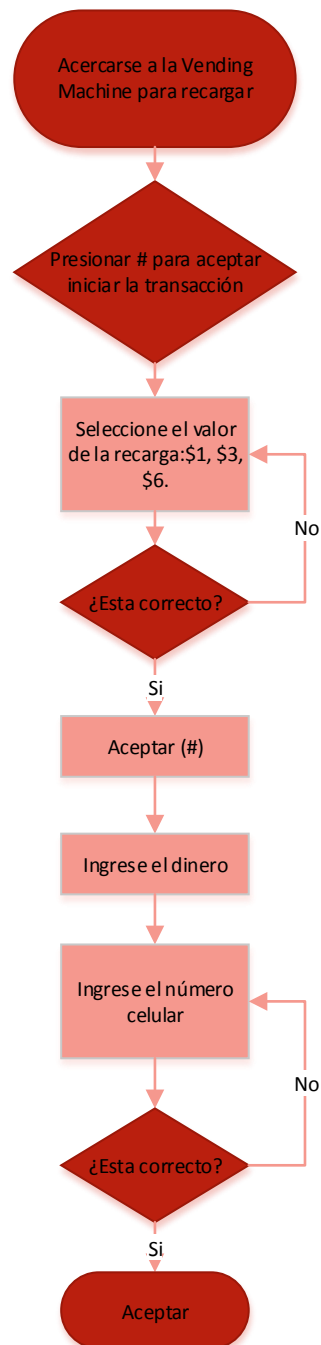 Acercarse a la Vending
Machine para recargar
Presionar # para aceptar
iniciar la transacción
Seleccione el valor
de la recarga:$1, $3,
$6.
No
¿Esta correcto?
Si
Aceptar (#)
Ingrese el dinero
Ingrese el número
celular
No
¿Esta correcto?
Si
Aceptar